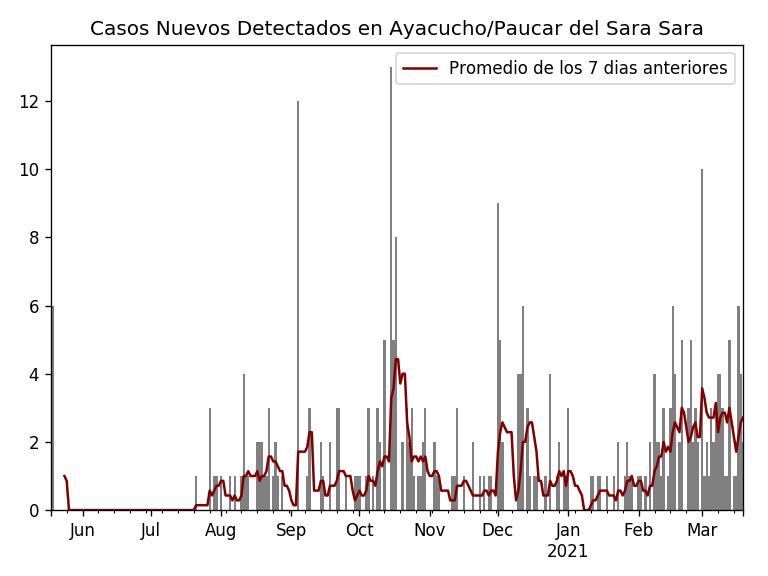 Casos Nuevos Detectados en Ayacucho/Paucar del Sara Sara
Promedio de los 7 dias anteriores
12
10
8
6
4
2
0
Jun Jul Aug Sep Oct Nov Dec Jan Feb Mar
2021